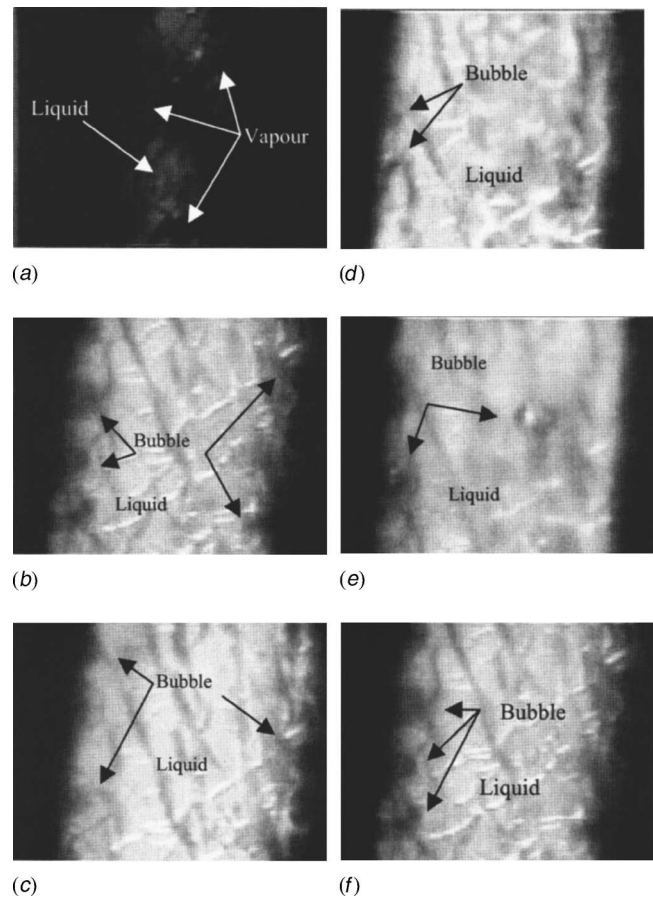 Liquid
Vapour
(a)
Bubble
Liquid
(b)
Bubble
Liquid
(c)
Bubble
Liquid
(d)
Bubble
Liquid
(e)
Bubble
Liquid
(f)